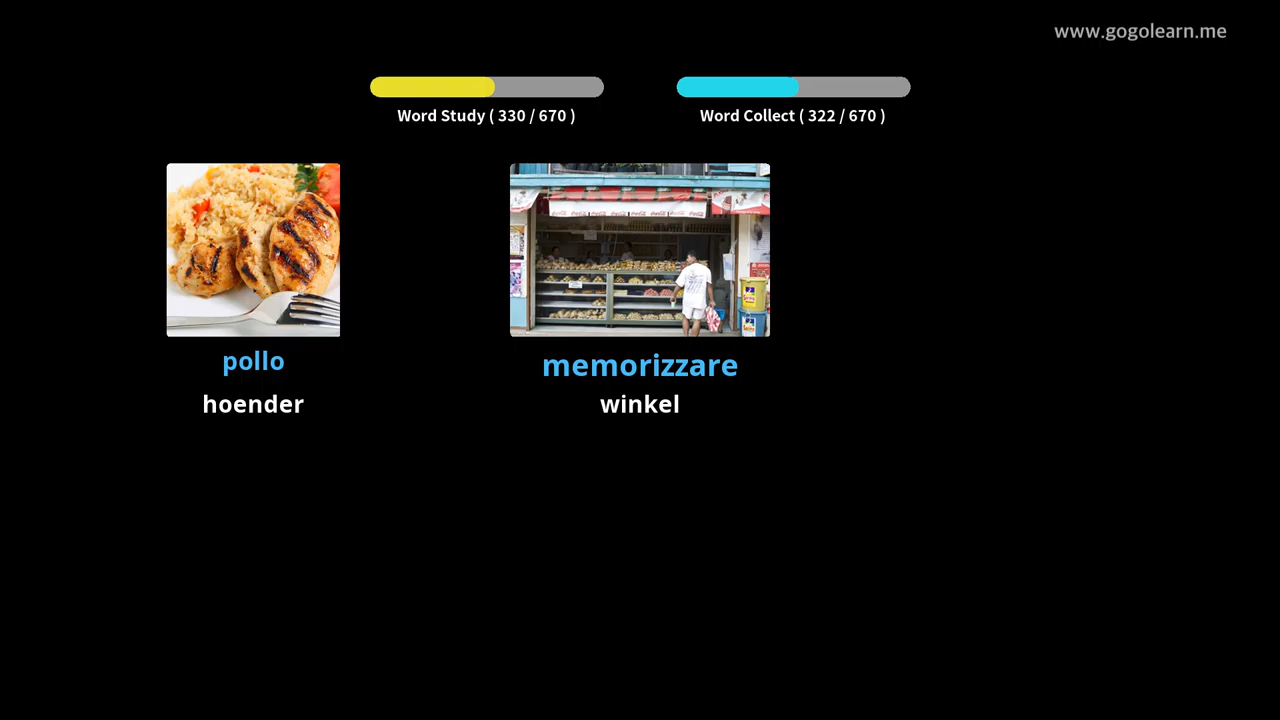 www.gogolearn.me
Word Study ( 330 / 670 )
Word Collect ( 322 / 670 )
pollo
hoender
memorizzare
winkel